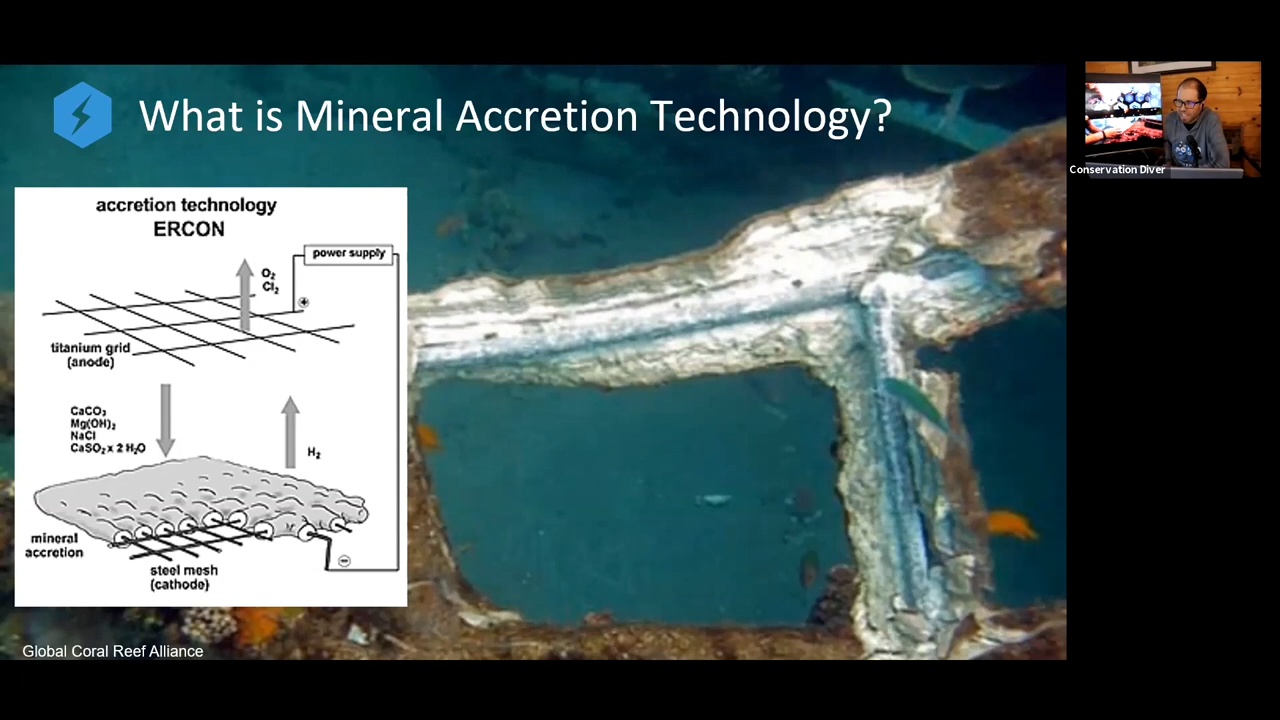 What is Mineral Accretion Technology?
Conservation Diver
accretion technology
ERCON
power supply
O₂
Cl₂
+
titanium grid
(anode)
CaCO₃
Mg(OH)₂
NaCl
CaSO₂ x 2 H₂O
H₂
mineral
accretion
steel mesh
(cathode)
−
Global Coral Reef Alliance